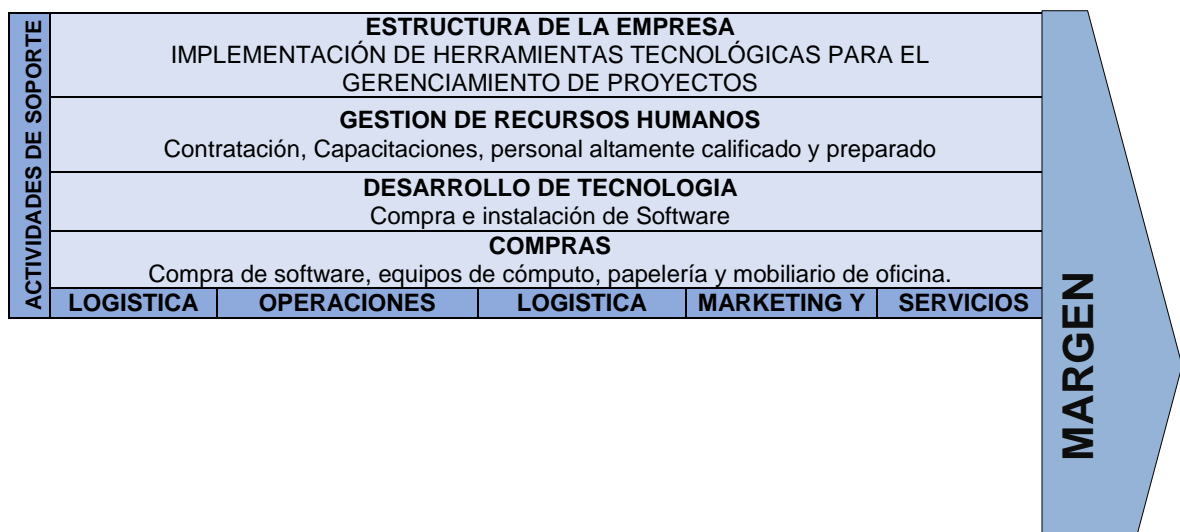 ACTIVIDADES DE SOPORTE
ESTRUCTURA DE LA EMPRESA
IMPLEMENTACIÓN DE HERRAMIENTAS TECNOLÓGICAS PARA EL
GERENCIAMIENTO DE PROYECTOS
GESTION DE RECURSOS HUMANOS
Contratación, Capacitaciones, personal altamente calificado y preparado
DESARROLLO DE TECNOLOGIA
Compra e instalación de Software
COMPRAS
Compra de software, equipos de cómputo, papelería y mobiliario de oficina.
LOGISTICA OPERACIONES LOGISTICA MARKETING Y SERVICIOS
MARGEN